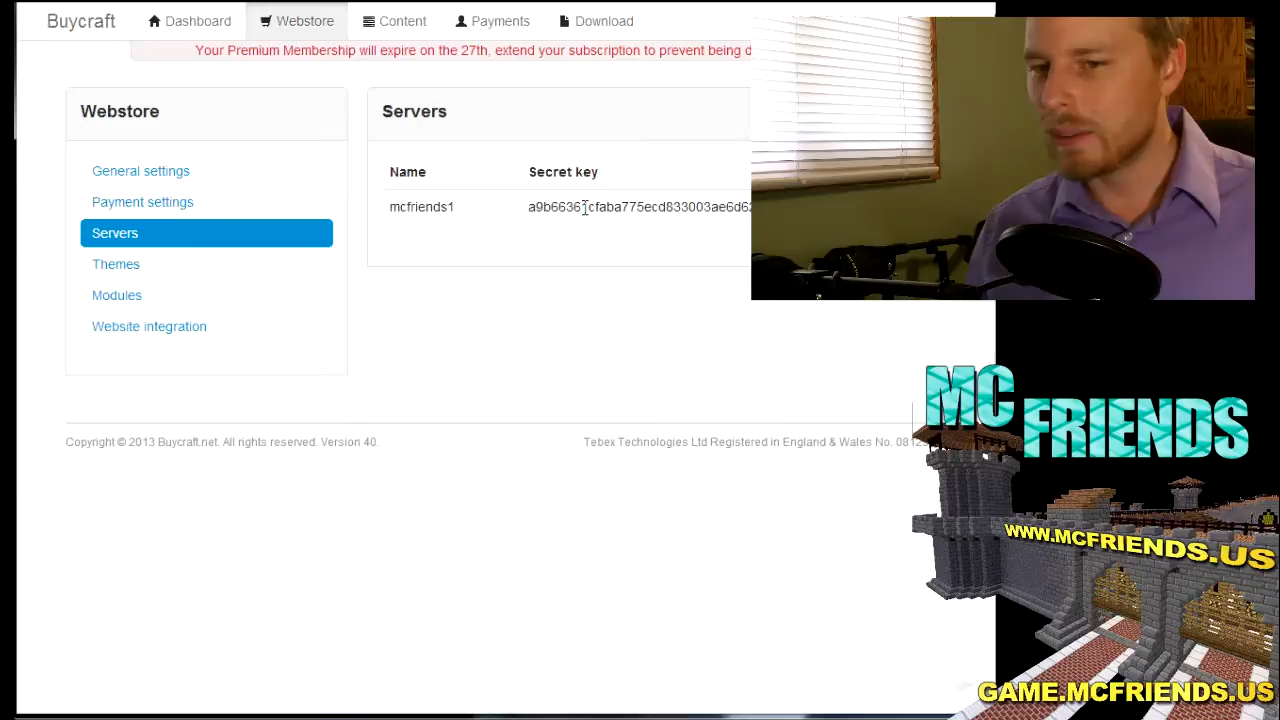 Buycraft Dashboard Webstore Content Payments Download
Your Premium Membership will expire on the 27th, extend your subscription to prevent being
Webstore
General settings
Payment settings
Servers
Themes
Modules
Website integration
Servers
Name Secret key
mcfriends1
Copyright © 2013 Buycraft.net. All rights reserved. Version 40.
Tebex Technologies Ltd Registered in England & Wales No.
MC
FRIENDS
WWW.MCFRIENDS.US
GAME.MCFRIENDS.US